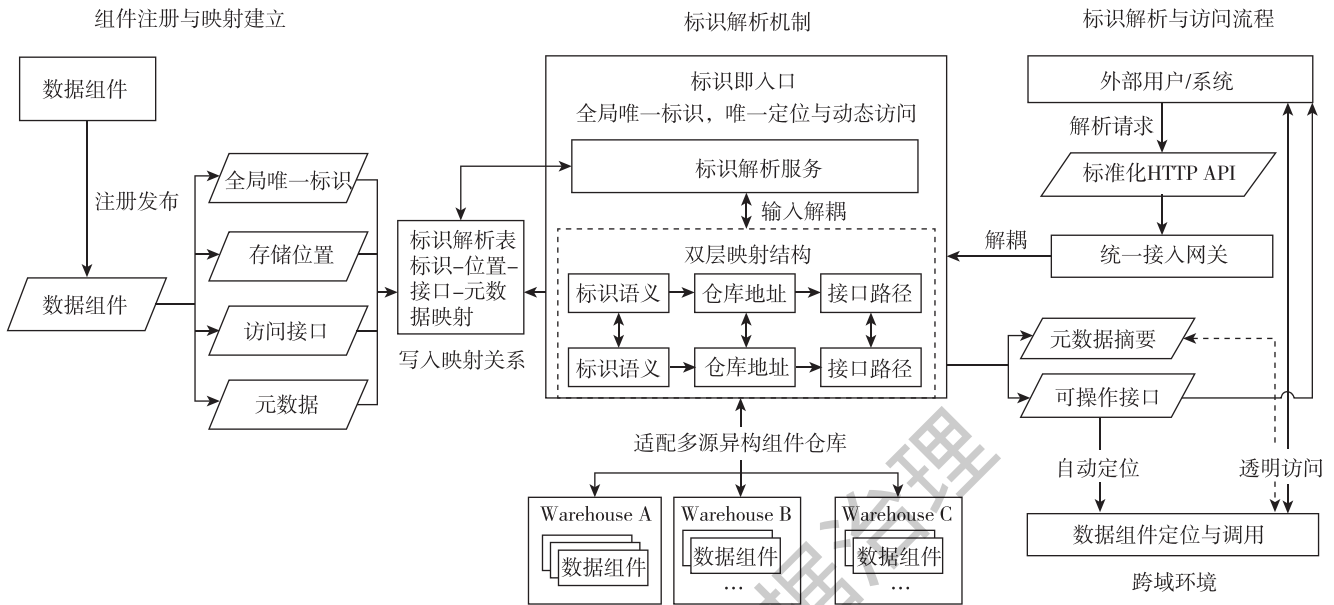 组件注册与映射建立
数据组件
注册发布
数据组件
全局唯一标识
存储位置
访问接口
元数据
标识解析表
标识-位置-
接口-元数
据映射
写入映射关系
标识解析机制
标识即入口
全局唯一标识，唯一定位与动态访问
标识解析服务
输入解耦
双层映射结构
标识语义
仓库地址
接口路径
标识语义
仓库地址
接口路径
适配多源异构组件仓库
Warehouse A
数据组件
Warehouse B
数据组件
...
Warehouse C
数据组件
...
标识解析与访问流程
外部用户/系统
解析请求
标准化HTTP API
解耦
统一接入网关
元数据摘要
可操作接口
自动定位
透明访问
数据组件定位与调用
跨域环境
据治理